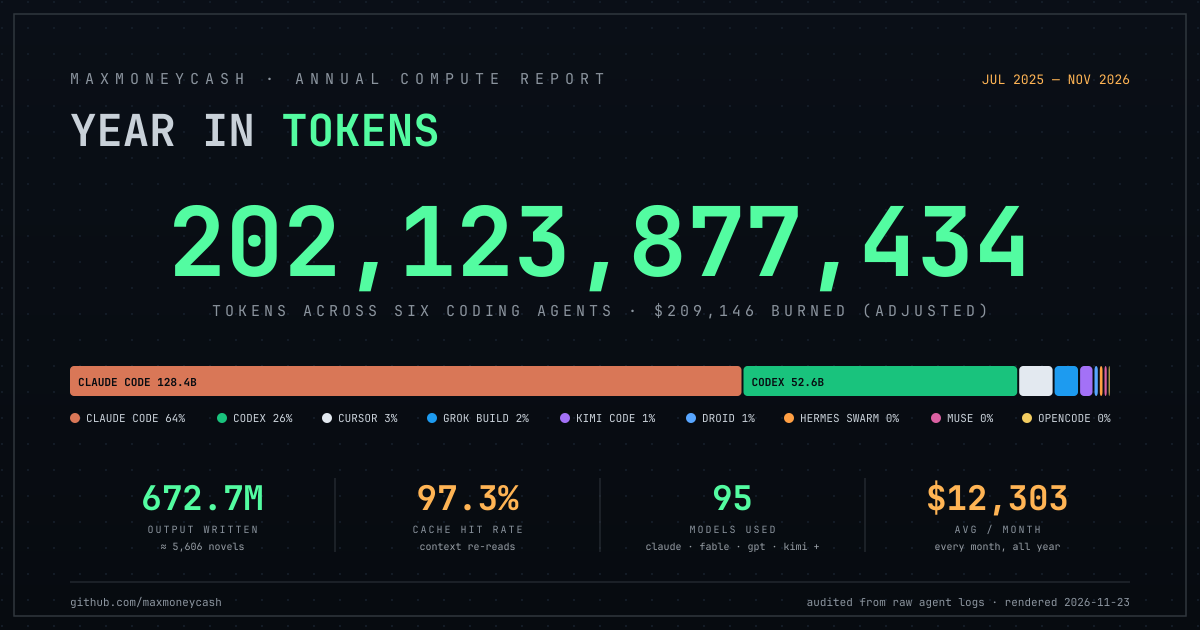 MAXMONEYCASH · ANNUAL COMPUTE REPORT
JUL 2025 — NOV 2026
YEAR IN TOKENS
202,123,877,434
TOKENS ACROSS SIX CODING AGENTS · $209,146 BURNED (ADJUSTED)
CLAUDE CODE 128.4B
CODEX 52.6B
CLAUDE CODE 64% CODEX 26% CURSOR 3% GROK BUILD 2% KIMI CODE 1% DROID 1% HERMES SWARM 0% MUSE 0% OPENCODE 0%
672.7M 97.3% 95 $12,303
OUTPUT WRITTEN CACHE HIT RATE MODELS USED AVG / MONTH
≈ 5,606 novels context re-reads claude · fable · gpt · kimi + every month, all year
github.com/maxmoneycash
audited from raw agent logs · rendered 2026-11-23